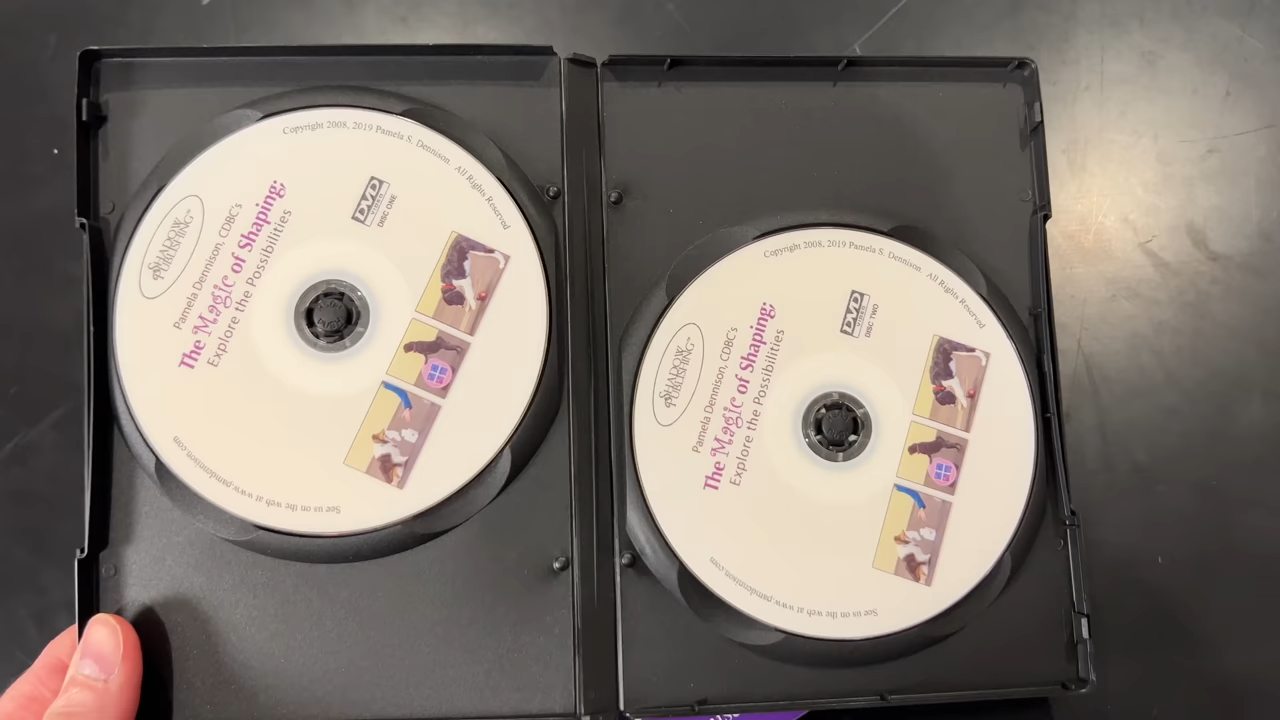 Copyright 2008, 2019 Pamela S. Dennison. All Rights Reserved
SHADOW
PUBLISHING™
Pamela Dennison, CDBC's
The Magic of Shaping;
Explore the Possibilities
DVD
VIDEO
DISC ONE
See us on the web at www.pamdennison.com
Copyright 2008, 2019 Pamela S. Dennison. All Rights Reserved
SHADOW
PUBLISHING™
Pamela Dennison, CDBC's
The Magic of Shaping;
Explore the Possibilities
DVD
VIDEO
DISC TWO
See us on the web at www.pamdennison.com